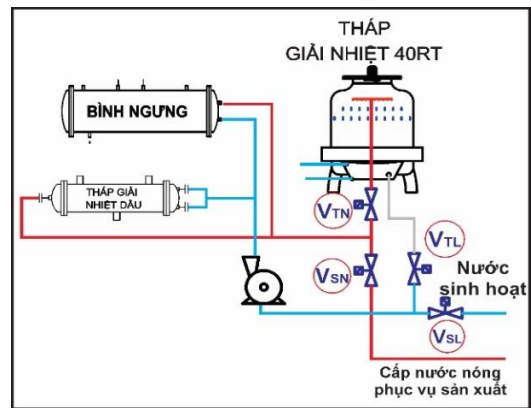 THÁP
GIẢI NHIỆT 40RT
BÌNH NGƯNG
THÁP GIẢI
NHIỆT DẦU
VTN
VTL
VSN
Nước
sinh hoạt
VSL
Cấp nước nóng
phục vụ sản xuất